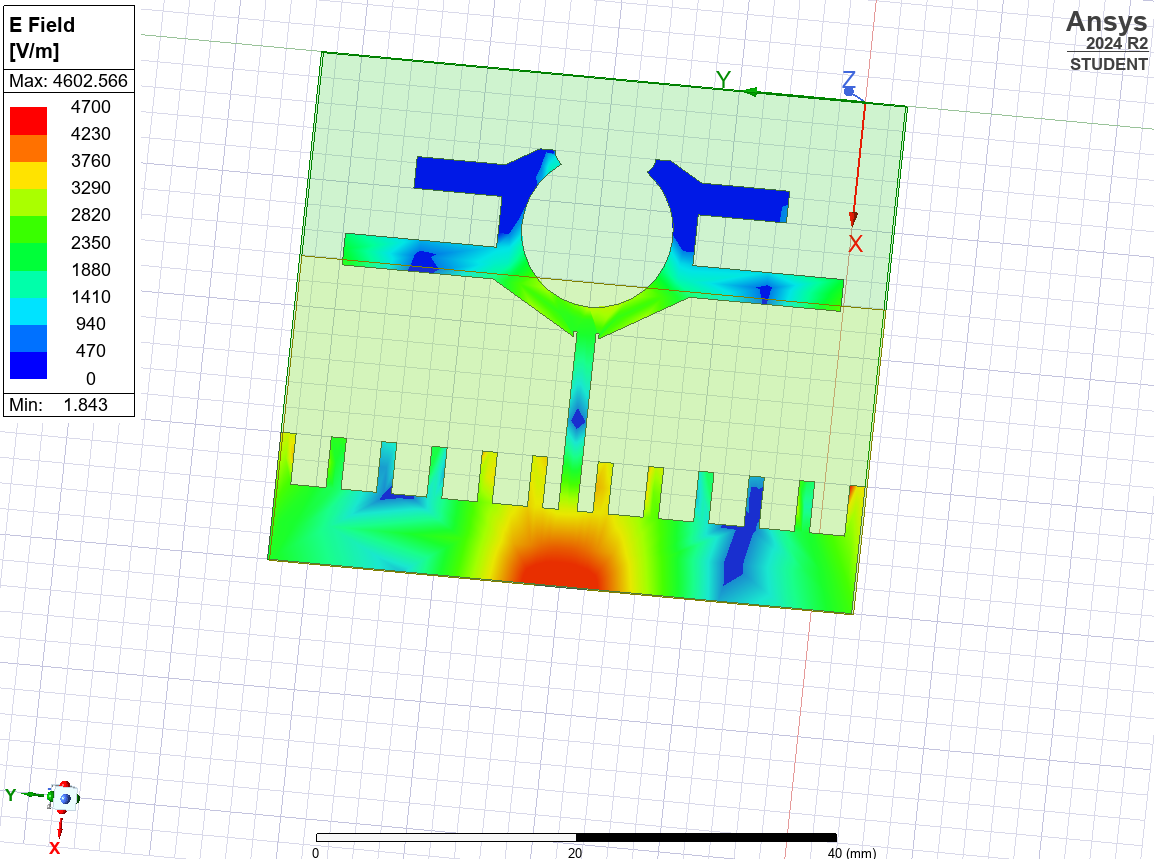 E Field
[V/m]
Max: 4602.566
4700
4230
3760
3290
2820
2350
1880
1410
940
470
0
Min: 1.843
Ansys
2024 R2
STUDENT
Y
Z
X
Y
X
0
20
40 (mm)